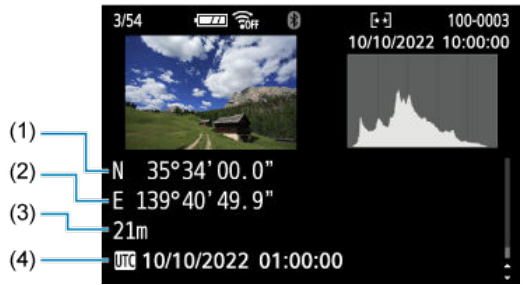 3/54 OFF 100-0003
10/10/2022 10:00:00
(1) N 35°34'00.0"
(2) E 139°40'49.9"
(3) 21m
(4) UTC 10/10/2022 01:00:00